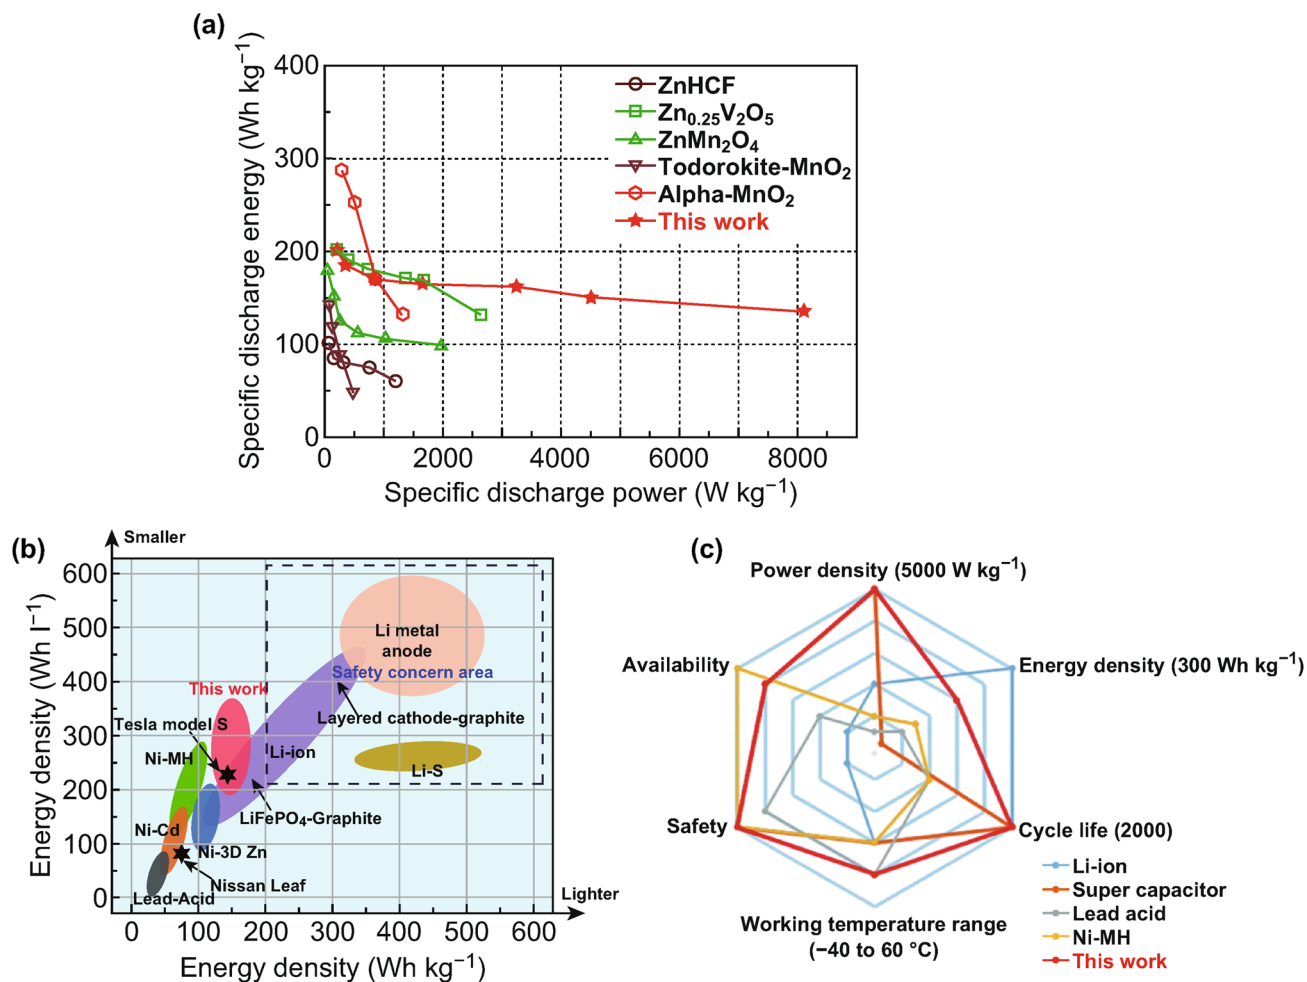 (a)
Specific discharge energy (Wh kg⁻¹)
400
300
200
100
0
ZnHCF
Zn₀.₂₅V₂O₅
ZnMn₂O₄
Todorokite-MnO₂
Alpha-MnO₂
This work
0 2000 4000 6000 8000
Specific discharge power (W kg⁻¹)
(b)
Smaller
Energy density (Wh l⁻¹)
600
500
400
300
200
100
0
Li metal
anode
Safety concern area
This work
Tesla model S
Layered cathode-graphite
Ni-MH
Li-ion
Li-S
LiFePO₄-Graphite
Ni-Cd
Ni-3D Zn
Nissan Leaf
Lead-Acid
Lighter
0 100 200 300 400 500 600
Energy density (Wh kg⁻¹)
(c)
Power density (5000 W kg⁻¹)
Availability
Energy density (300 Wh kg⁻¹)
Safety
Cycle life (2000)
Working temperature range
(−40 to 60 °C)
Li-ion
Super capacitor
Lead acid
Ni-MH
This work